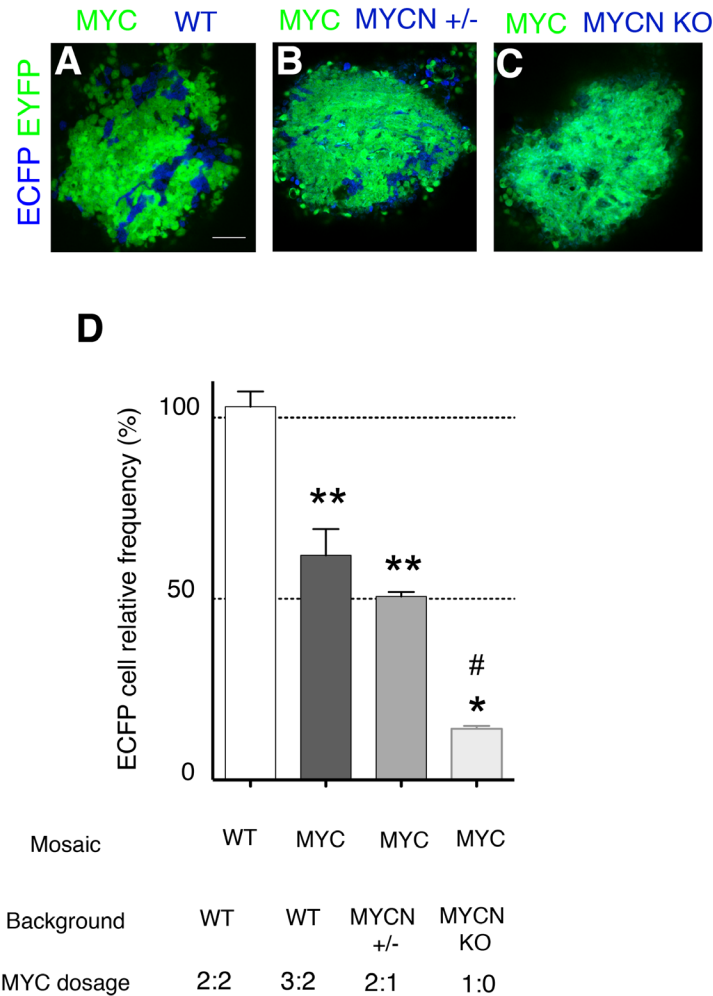 MYC WT MYC MYCN +/- MYC MYCN KO
A B C
ECFP EYFP
D
ECFP cell relative frequency (%)
100
**
**
50
#
*
0
Mosaic WT MYC MYC MYC
Background WT WT MYCN +/- MYCN KO
MYC dosage 2:2 3:2 2:1 1:0